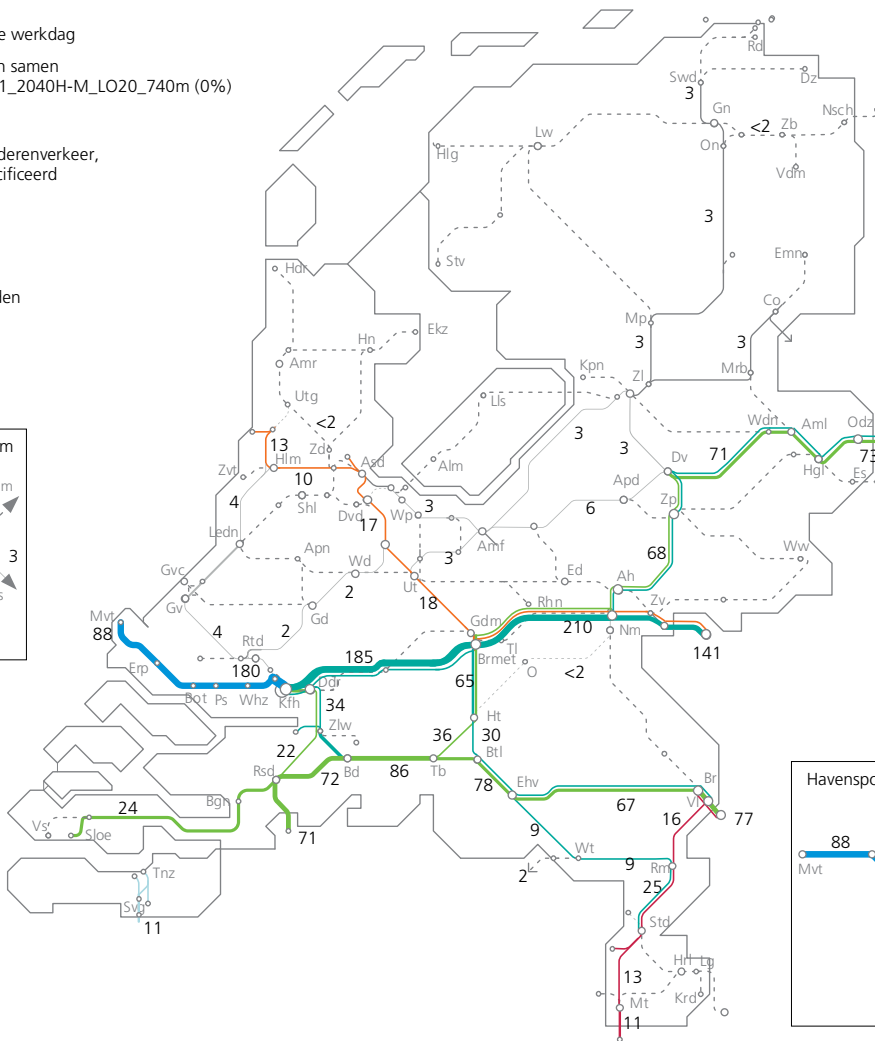 e werkdag
n samen
1_2040H-M_LO20_740m (0%)
derenverkeer,
tificeerd
den
m
m
3
s
Rd
Swd
Dz
3
Gn
<2
Zb
Nsch
On
Vdm
Lw
Hlg
3
Stv
Emn
Co
Hdr
Mp
3
3
Mrb
Hn
Ekz
Amr
Kpn
Zl
Utg
Lls
<2
3
3
Wdn
Aml
Odz
13
Zd
71
Hgl
73
Zvt
Hlm
Asd
Alm
Dv
Es
10
Apd
4
Shl
Dvd
17
Wp
3
6
Zp
Ledn
Amf
Apn
3
68
Ww
Gvc
Wd
Ut
Ed
Ah
Gv
2
18
Rhn
Zv
Gd
Mvt
88
4
2
Gdm
210
Nm
141
Rtd
185
Tl
Erp
180
Brmet
O
<2
Bot
Ps
Whz
Kfh
Ddr
65
34
Zlw
Ht
36
30
22
Btl
Rsd
72
Bd
86
Tb
78
Ehv
Br
Bgn
67
Vl
77
24
16
Vs
Sloe
71
9
Wt
9
Rm
2
25
Tnz
Svg
11
Std
Hrl
Lg
13
Krd
Mt
11
Havenspo
88
Mvt